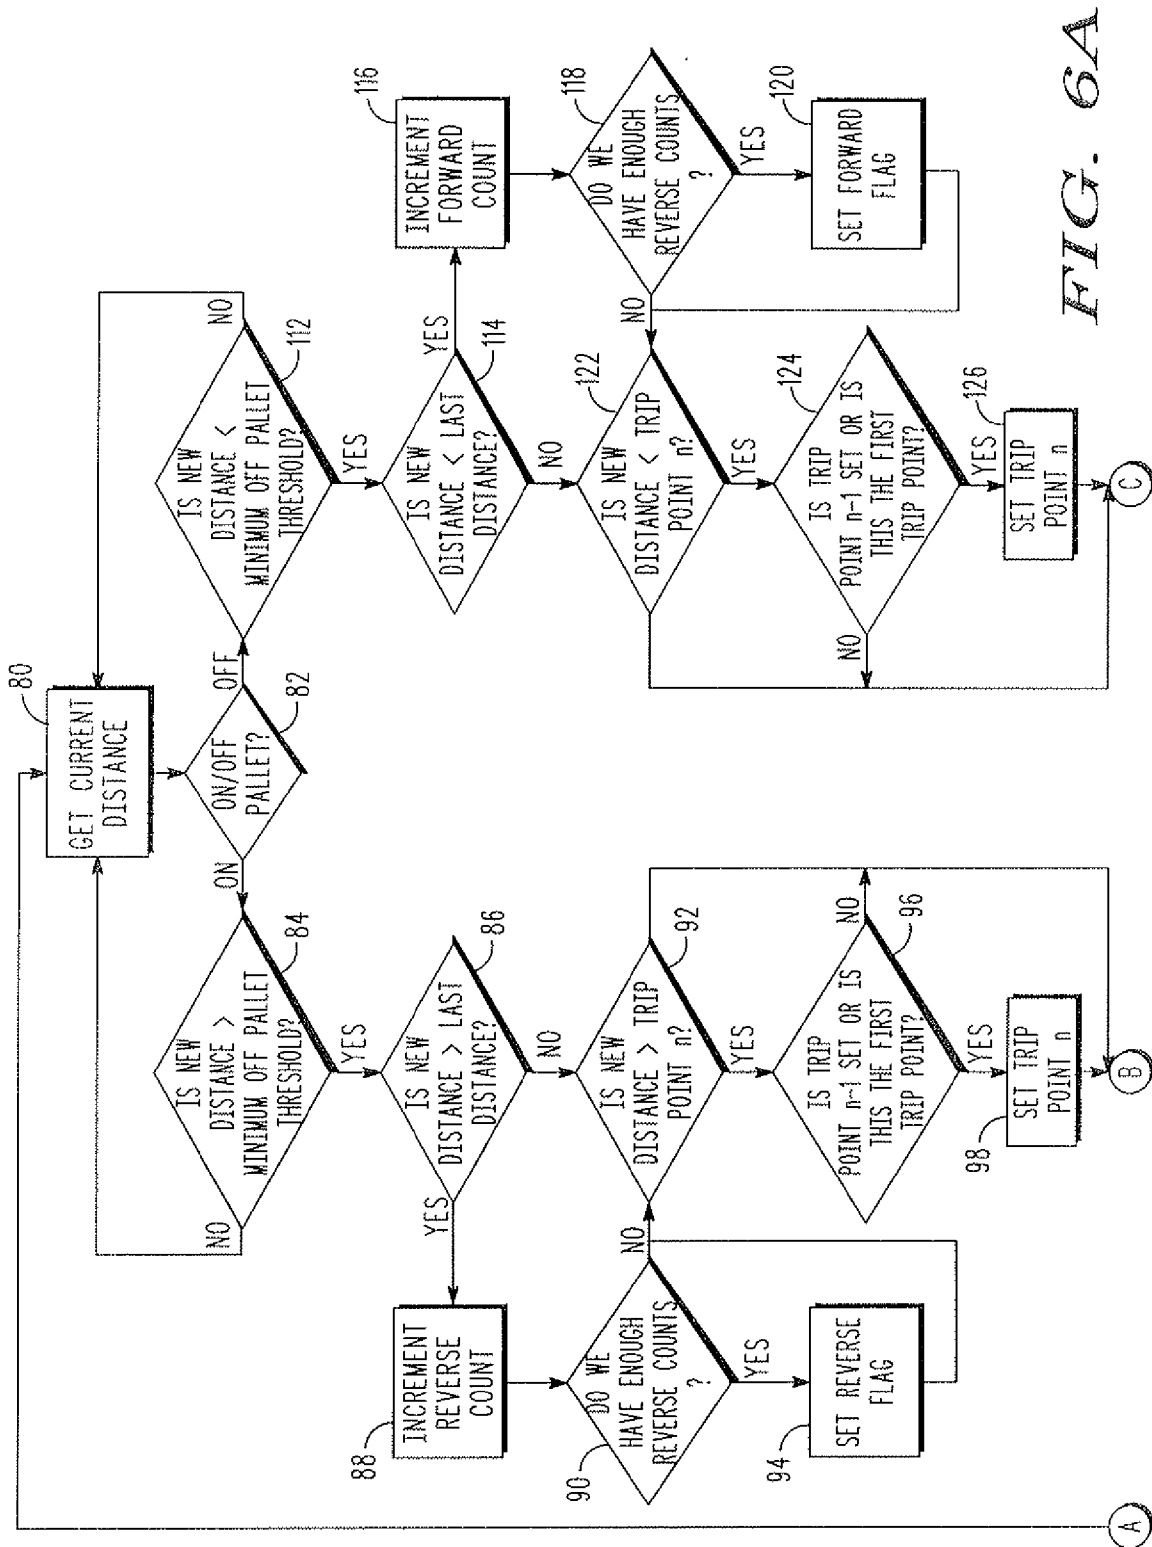 80
GET CURRENT
DISTANCE
ON
ON/OFF
PALLET?
OFF
82
NO
IS NEW
DISTANCE >
MINIMUM OFF PALLET
THRESHOLD?
84
YES
IS NEW
DISTANCE < 
MINIMUM OFF PALLET
THRESHOLD?
NO
112
YES
YES
IS NEW
DISTANCE > LAST
DISTANCE?
86
NO
IS NEW
DISTANCE < LAST
DISTANCE?
YES
114
NO
88
INCREMENT
REVERSE
COUNT
116
INCREMENT
FORWARD
COUNT
90
DO WE
HAVE ENOUGH
REVERSE COUNTS
?
NO
YES
IS NEW
DISTANCE > TRIP
POINT n?
92
YES
IS NEW
DISTANCE < TRIP
POINT n?
122
YES
NO
DO WE
HAVE ENOUGH
REVERSE COUNTS
?
118
YES
94
SET REVERSE
FLAG
IS TRIP
POINT n-1 SET OR IS
THIS THE FIRST
TRIP POINT?
NO
96
YES
NO
IS TRIP
POINT n-1 SET OR IS
THIS THE FIRST
TRIP POINT?
124
YES
120
SET FORWARD
FLAG
98
SET TRIP
POINT n
126
SET TRIP
POINT n
A
B
C
FIG. 6A